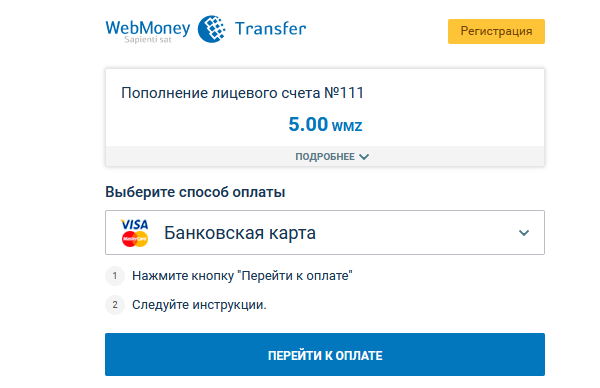 WebMoney Transfer
Sapienti sat
Регистрация
Пополнение лицевого счета №111
5.00 WMZ
ПОДРОБНЕЕ
Выберите способ оплаты
VISA
MasterCard
Банковская карта
1 Нажмите кнопку "Перейти к оплате"
2 Следуйте инструкции.
ПЕРЕЙТИ К ОПЛАТЕ